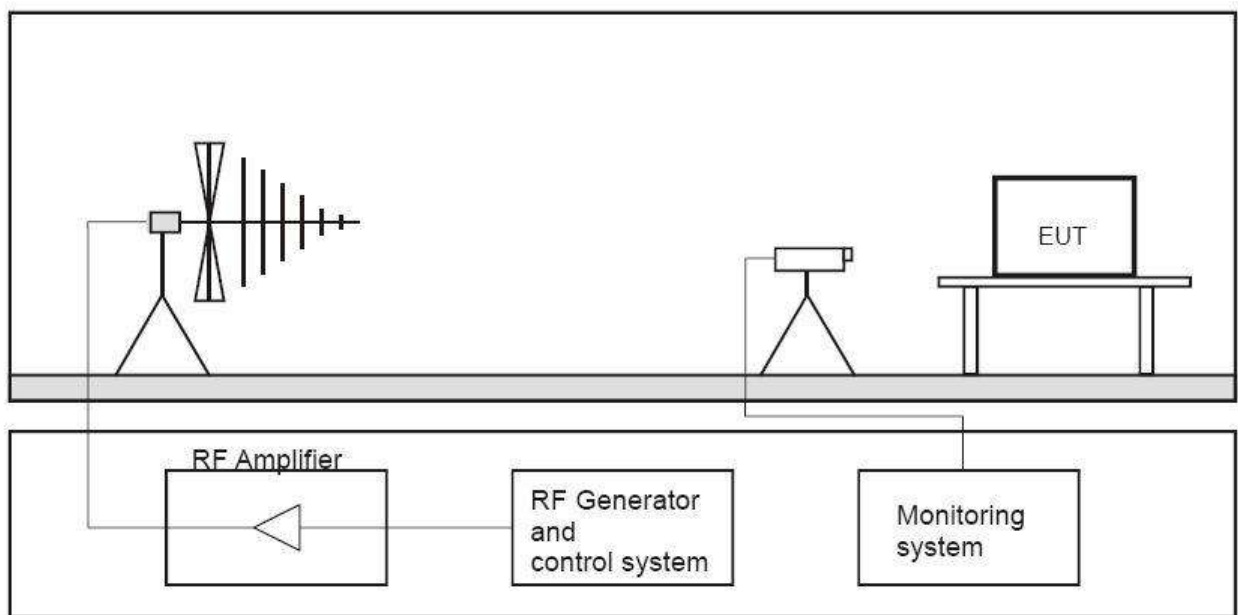 EUT
RF Amplifier
RF Generator
and
control system
Monitoring
system